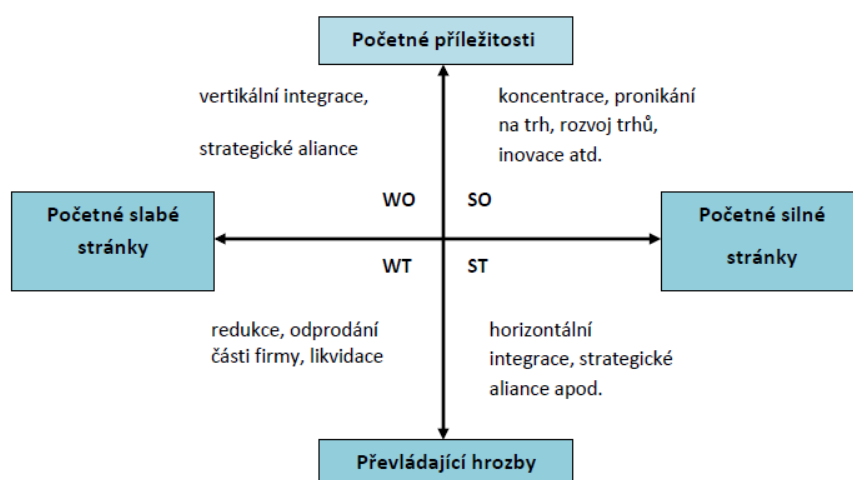 Početné příležitosti
vertikální integrace,
strategické aliance
koncentrace, pronikání
na trh, rozvoj trhů,
inovace atd.
WO
SO
Početné slabé
stránky
Početné silné
stránky
WT
ST
redukce, odprodání
části firmy, likvidace
horizontální
integrace, strategické
aliance apod.
Převládající hrozby